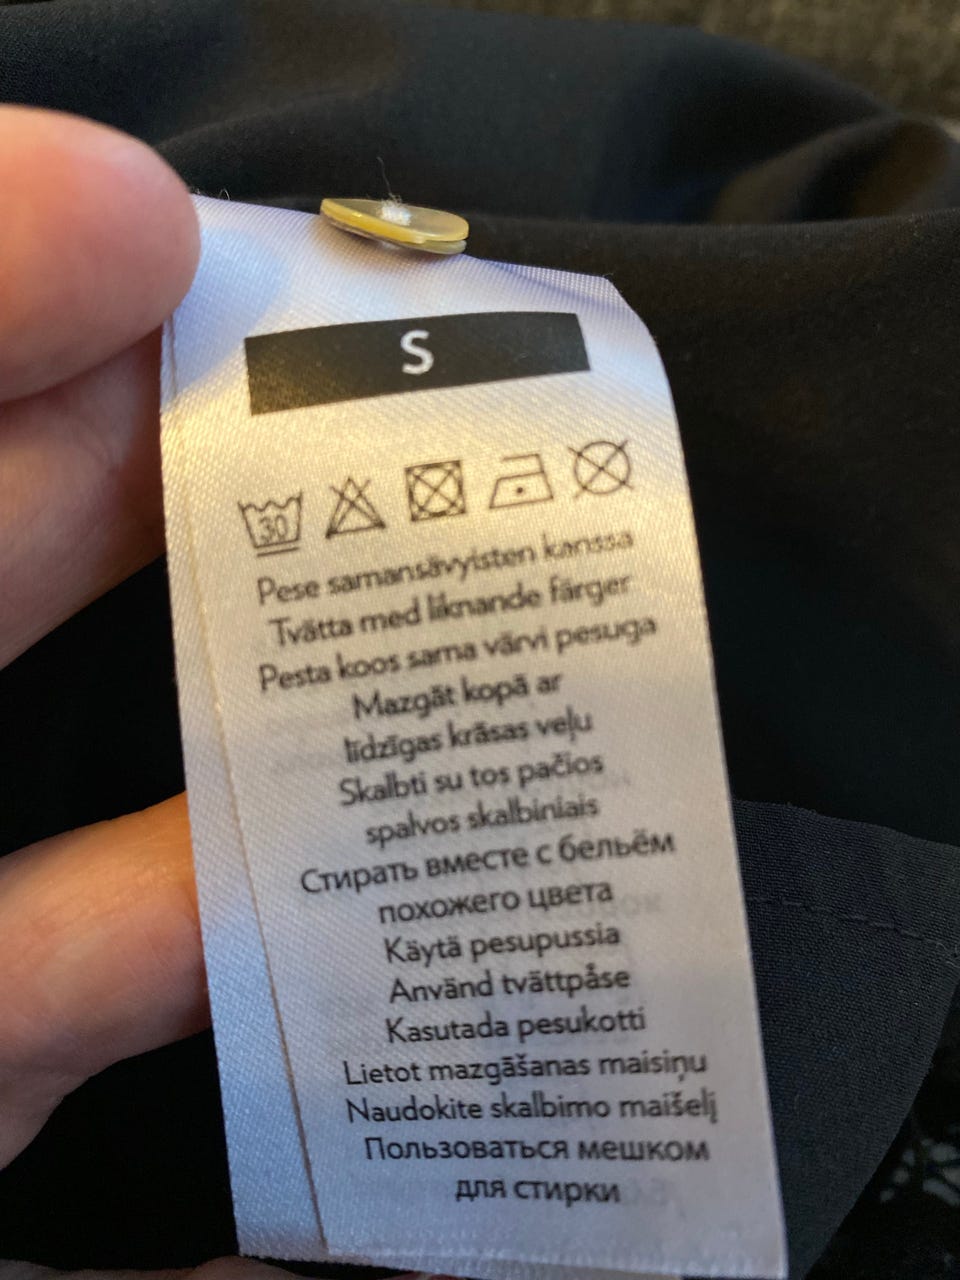 S
30
Pese samansävyisten kanssa
Tvätta med liknande färger
Pesta koos sama värvi pesuga
Mazgāt kopā ar
līdzīgas krāsas veļu
Skalbti su tos pačios
spalvos skalbiniais
Стирать вместе с бельём
похожего цвета
Käytä pesupussia
Använd tvättpåse
Kasutada pesukotti
Lietot mazgāšanas maisiņu
Naudokite skalbimo maišelį
Пользоваться мешком
для стирки